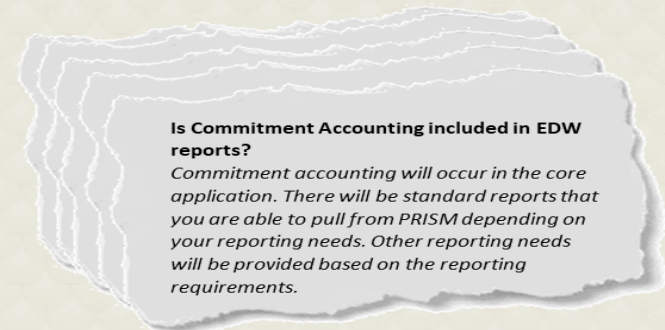 Is Commitment Accounting included in EDW
reports?
Commitment accounting will occur in the core
application. There will be standard reports that
you are able to pull from PRISM depending on
your reporting needs. Other reporting needs
will be provided based on the reporting
requirements.